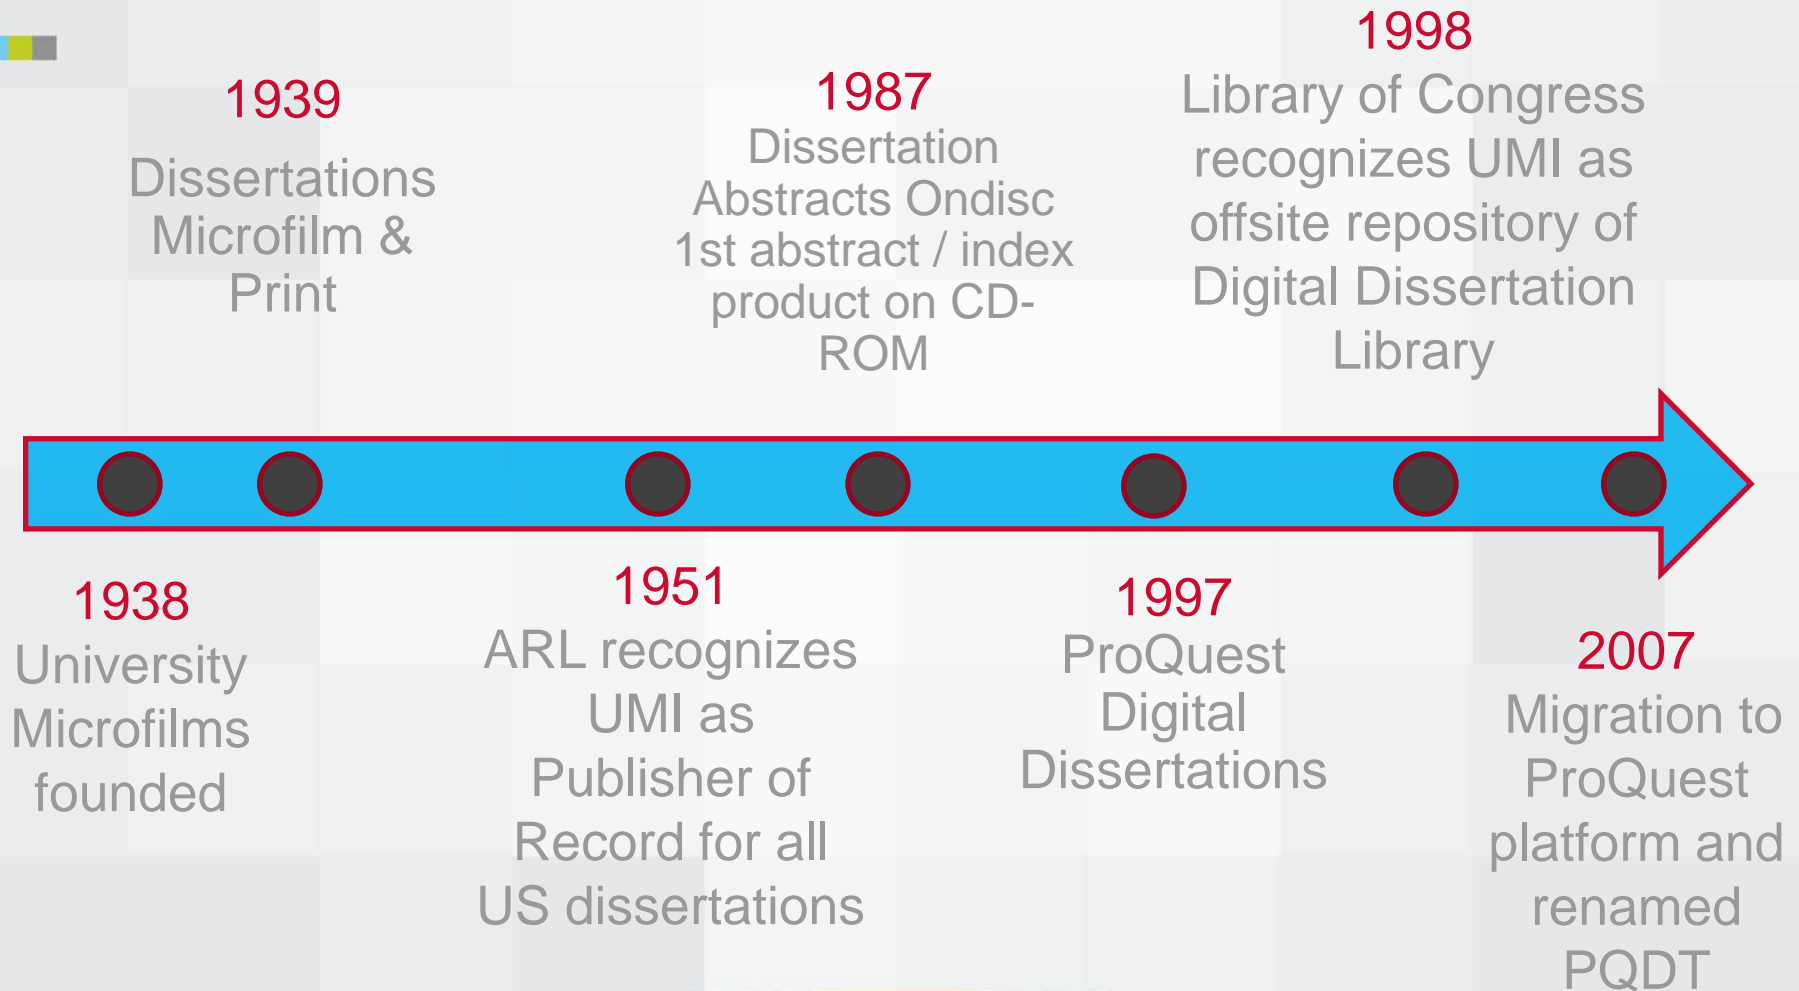 1939
Dissertations
Microfilm &
Print
1987
Dissertation
Abstracts Ondisc
1st abstract / index
product on CD-
ROM
1998
Library of Congress
recognizes UMI as
offsite repository of
Digital Dissertation
Library
1938
University
Microfilms
founded
1951
ARL recognizes
UMI as
Publisher of
Record for all
US dissertations
1997
ProQuest
Digital
Dissertations
2007
Migration to
ProQuest
platform and
renamed
PQDT